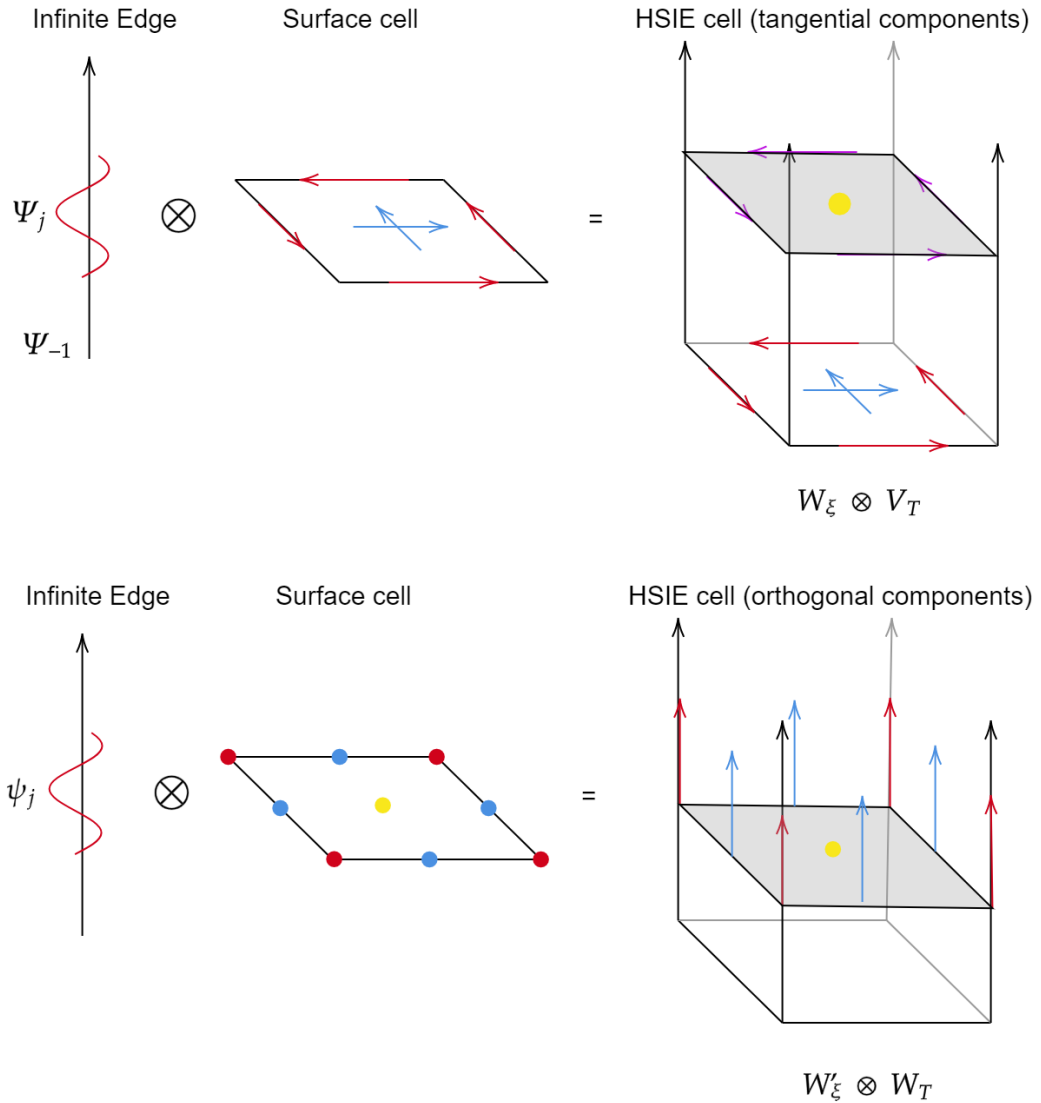 Infinite Edge
Surface cell
HSIE cell (tangential components)
Ψ_j
⊗
=
Ψ_{-1}
W_ξ ⊗ V_T
Infinite Edge
Surface cell
HSIE cell (orthogonal components)
ψ_j
⊗
=
W'_ξ ⊗ W_T